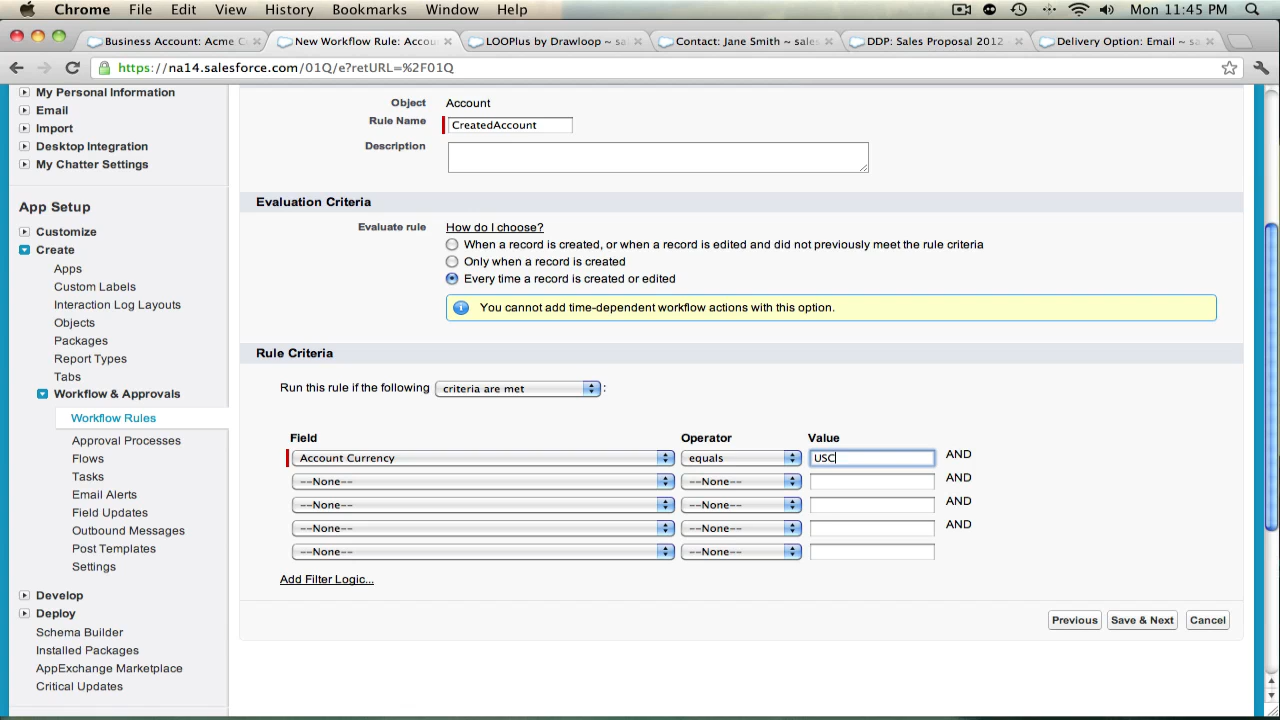 Chrome File Edit View History Bookmarks Window Help Mon 11:45 PM
Business Account: Acme C New Workflow Rule: Accou LOOPlus by Drawloop ~ sa Contact: Jane Smith ~ sales DDP: Sales Proposal 2012 Delivery Option: Email ~ sa
https://na14.salesforce.com/01Q/e?retURL=%2F01Q
My Personal Information
Email
Import
Desktop Integration
My Chatter Settings
App Setup
Customize
Create
Apps
Custom Labels
Interaction Log Layouts
Objects
Packages
Report Types
Tabs
Workflow & Approvals
Workflow Rules
Approval Processes
Flows
Tasks
Email Alerts
Field Updates
Outbound Messages
Post Templates
Settings
Develop
Deploy
Schema Builder
Installed Packages
AppExchange Marketplace
Critical Updates
Object Account
Rule Name CreatedAccount
Description
Evaluation Criteria
Evaluate rule How do I choose?
When a record is created, or when a record is edited and did not previously meet the rule criteria
Only when a record is created
Every time a record is created or edited
You cannot add time-dependent workflow actions with this option.
Rule Criteria
Run this rule if the following criteria are met :
Field Operator Value
Account Currency equals USC AND
--None-- --None-- AND
--None-- --None-- AND
--None-- --None-- AND
--None-- --None--
Add Filter Logic...
Previous Save & Next Cancel